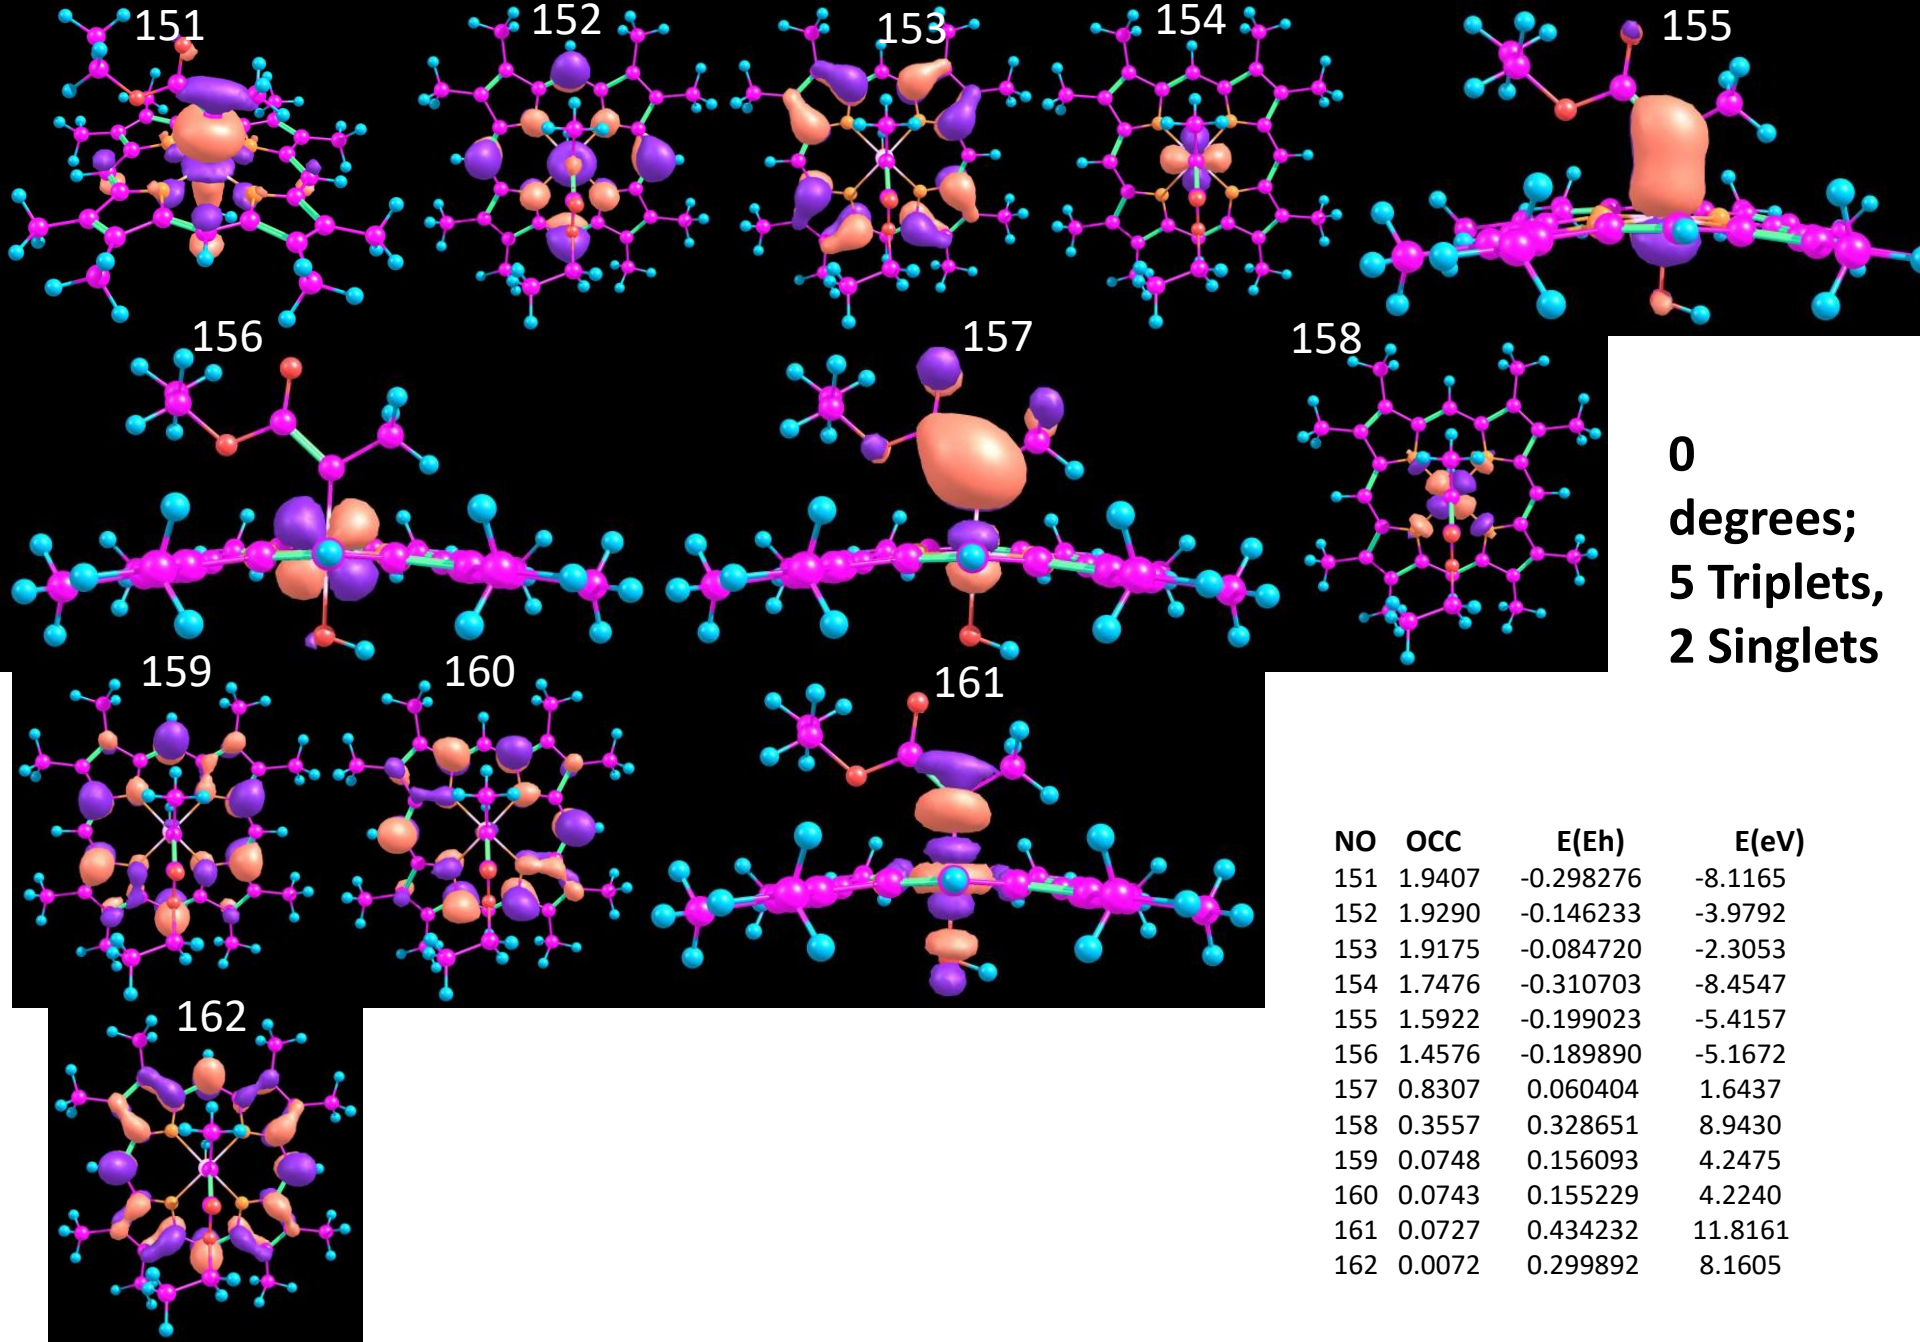 151
152
153
154
155
156
157
158
0
degrees;
5 Triplets,
2 Singlets
159
160
161
162
NO OCC E(Eh) E(eV)
151 1.9407 -0.298276 -8.1165
152 1.9290 -0.146233 -3.9792
153 1.9175 -0.084720 -2.3053
154 1.7476 -0.310703 -8.4547
155 1.5922 -0.199023 -5.4157
156 1.4576 -0.189890 -5.1672
157 0.8307 0.060404 1.6437
158 0.3557 0.328651 8.9430
159 0.0748 0.156093 4.2475
160 0.0743 0.155229 4.2240
161 0.0727 0.434232 11.8161
162 0.0072 0.299892 8.1605